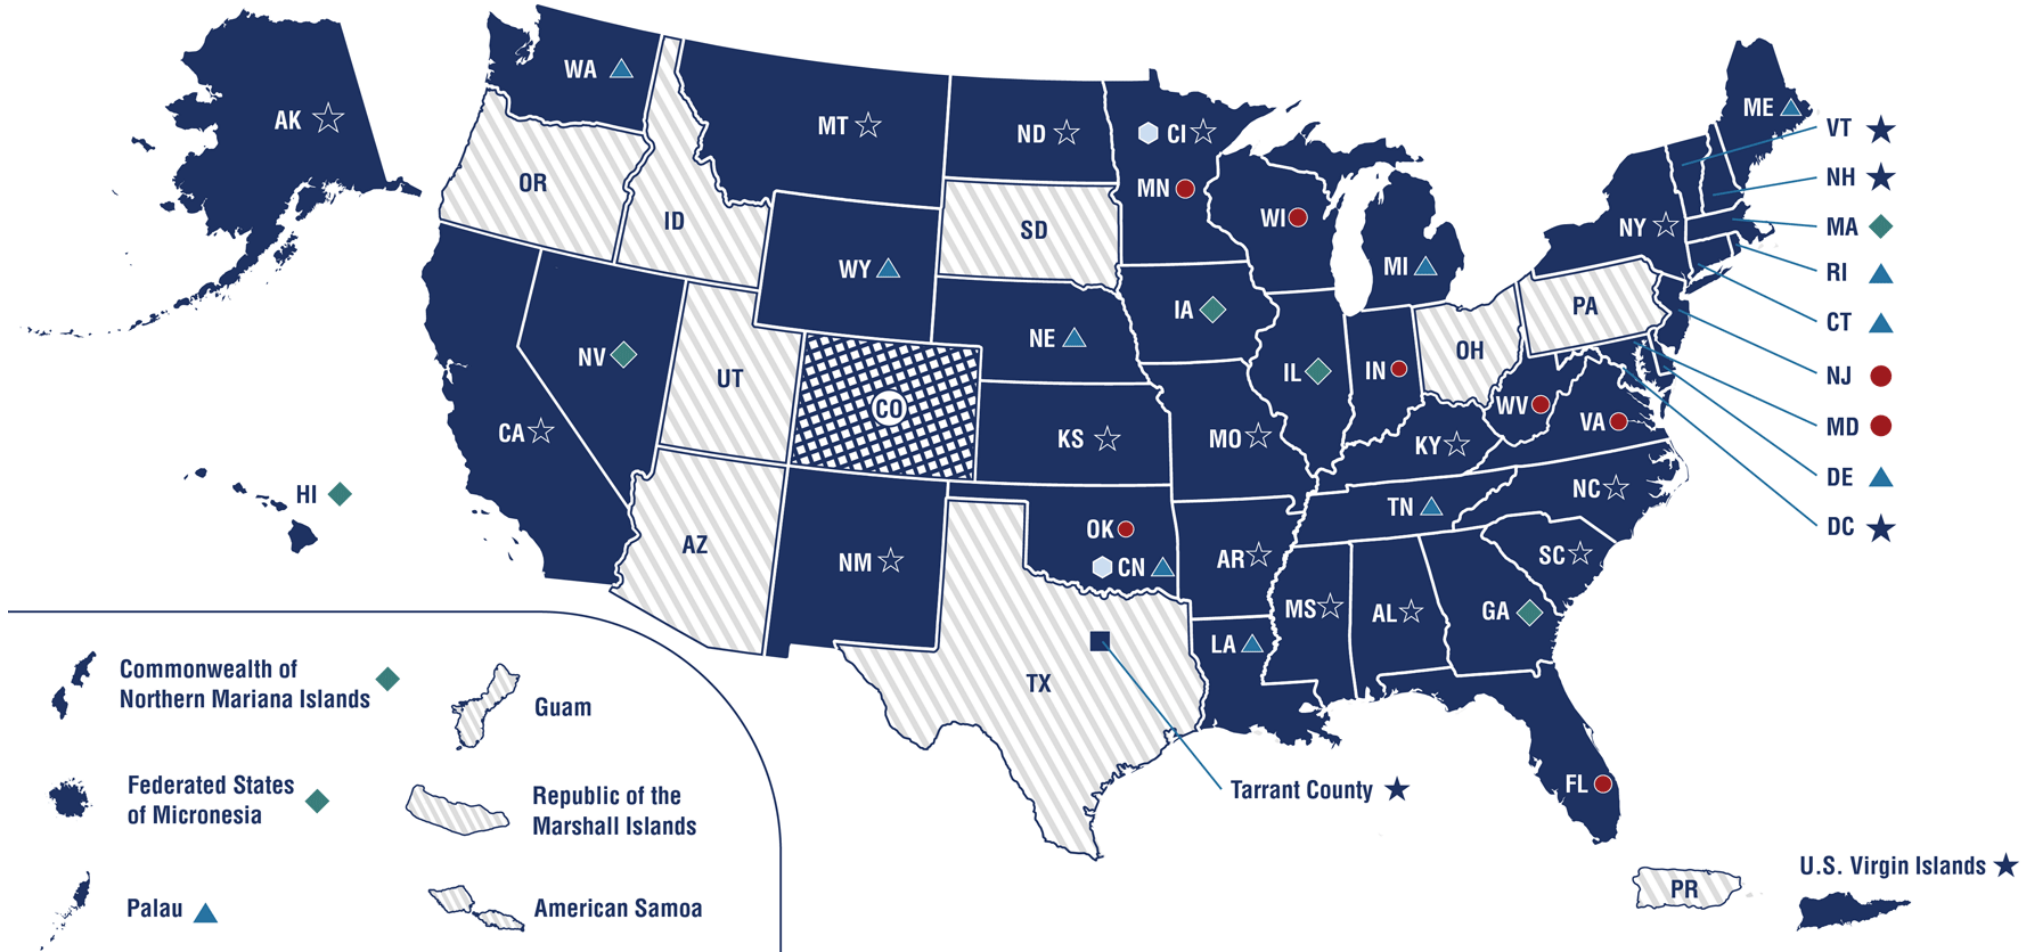 AK
WA
MT
ND
CI
MN
ME
VT
NH
OR
ID
SD
WI
NY
MA
WY
MI
RI
IA
NE
PA
CT
NV
UT
CO
IL
IN
OH
NJ
CA
KS
MO
KY
WV
VA
MD
HI
AZ
NM
OK
CN
AR
TN
NC
DE
SC
DC
MS
AL
GA
LA
TX
Tarrant County
FL
Commonwealth of
Northern Mariana Islands
Guam
Federated States
of Micronesia
Republic of the
Marshall Islands
Palau
American Samoa
PR
U.S. Virgin Islands